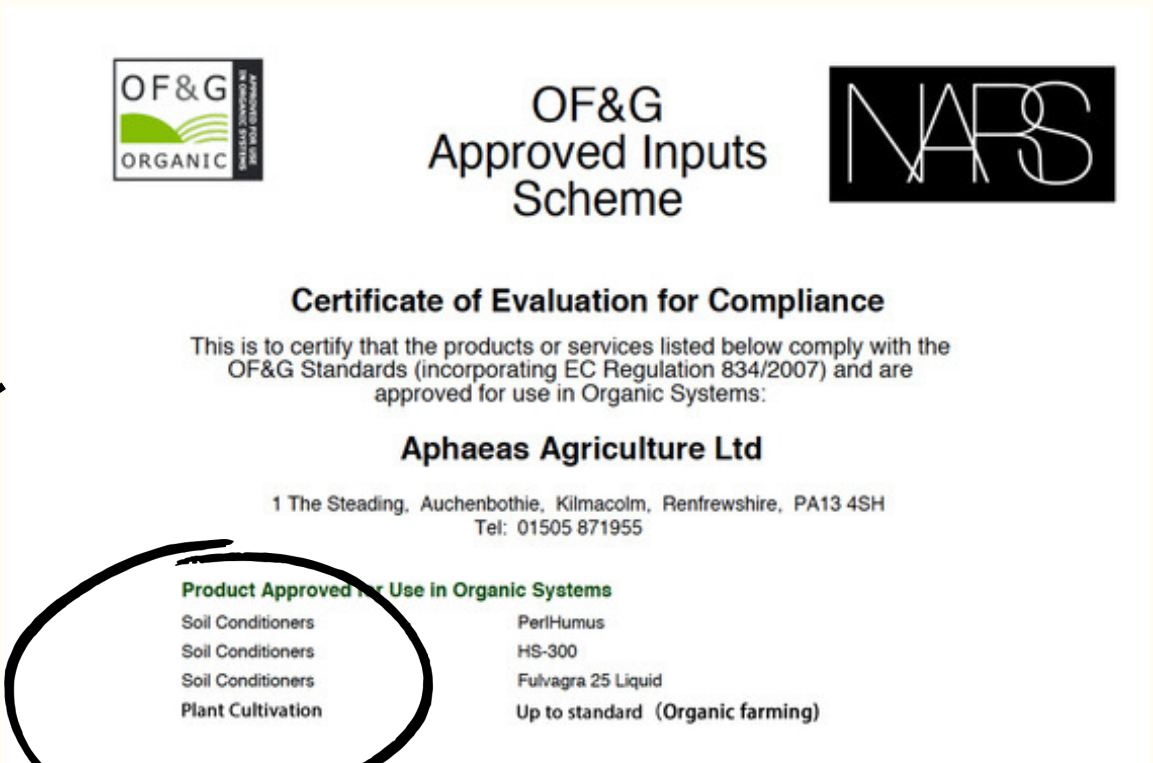 OF&G
ORGANIC
APPROVED FOR USE
IN ORGANIC SYSTEMS
OF&G
Approved Inputs
Scheme
NARS
Certificate of Evaluation for Compliance
This is to certify that the products or services listed below comply with the
OF&G Standards (incorporating EC Regulation 834/2007) and are
approved for use in Organic Systems:
Aphaeas Agriculture Ltd
1 The Steading, Auchenbothie, Kilmacolm, Renfrewshire, PA13 4SH
Tel: 01505 871955
Product Approved for Use in Organic Systems
Soil Conditioners PerlHumus
Soil Conditioners HS-300
Soil Conditioners Fulvagra 25 Liquid
Plant Cultivation Up to standard（Organic farming)